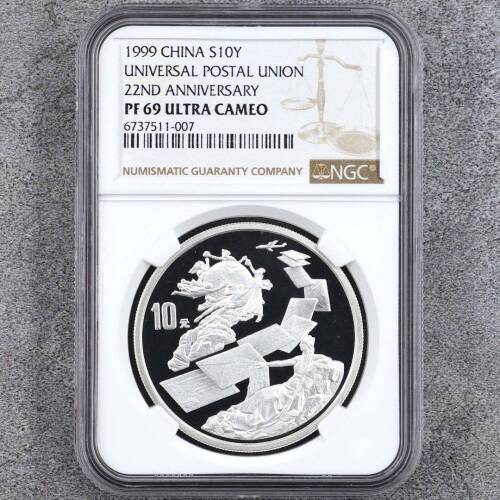 1999 CHINA S10Y
UNIVERSAL POSTAL UNION
22ND ANNIVERSARY
PF 69 ULTRA CAMEO
6737511-007
NUMISMATIC GUARANTY COMPANY
NGC®
10元